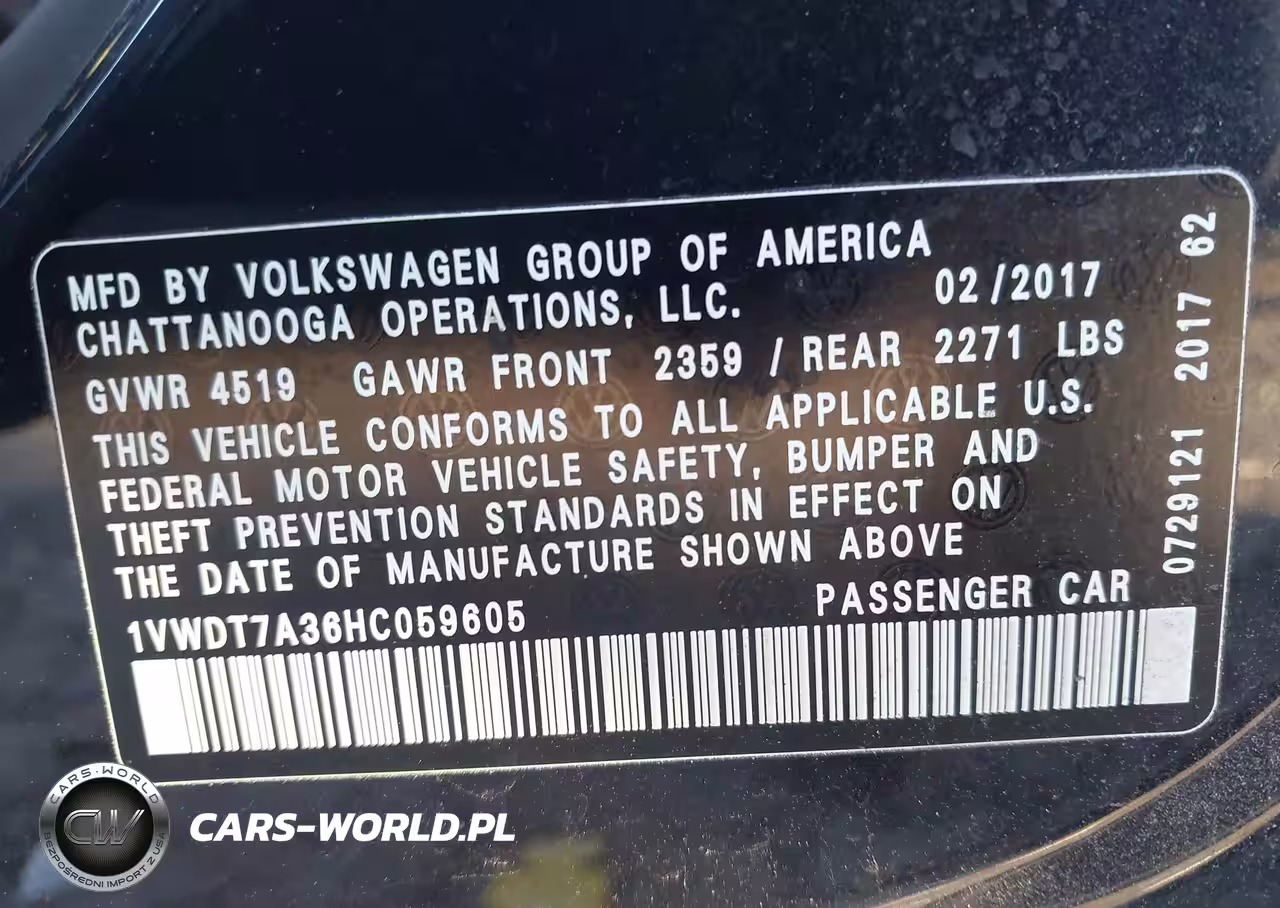 MFD BY VOLKSWAGEN GROUP OF AMERICA
CHATTANOOGA OPERATIONS, LLC. 02/2017
GVWR 4519 GAWR FRONT 2359 / REAR 2271 LBS
THIS VEHICLE CONFORMS TO ALL APPLICABLE U.S.
FEDERAL MOTOR VEHICLE SAFETY, BUMPER AND
THEFT PREVENTION STANDARDS IN EFFECT ON
THE DATE OF MANUFACTURE SHOWN ABOVE
1VWDT7A36HC059605 PASSENGER CAR
0729121 2017 62
CARS-WORLD
CW
BEZPOŚREDNI IMPORT Z USA
CARS-WORLD.PL